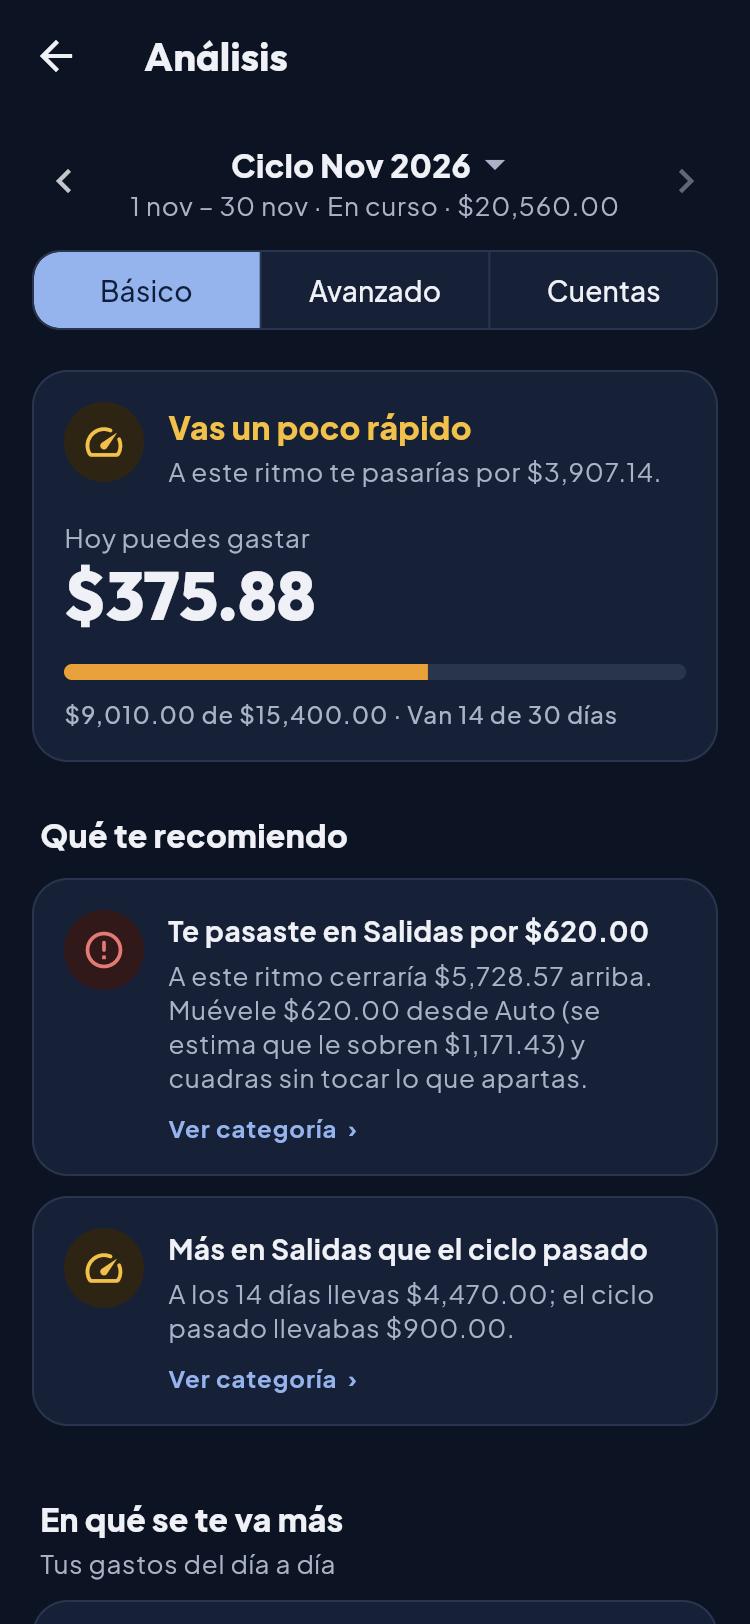 Análisis
Ciclo Nov 2026
1 nov – 30 nov · En curso · $20,560.00
Básico
Avanzado
Cuentas
Vas un poco rápido
A este ritmo te pasarías por $3,907.14.
Hoy puedes gastar
$375.88
$9,010.00 de $15,400.00 · Van 14 de 30 días
Qué te recomiendo
Te pasaste en Salidas por $620.00
A este ritmo cerraría $5,728.57 arriba.
Muévele $620.00 desde Auto (se
estima que le sobren $1,171.43) y
cuadras sin tocar lo que apartas.
Ver categoría ›
Más en Salidas que el ciclo pasado
A los 14 días llevas $4,470.00; el ciclo
pasado llevabas $900.00.
Ver categoría ›
En qué se te va más
Tus gastos del día a día